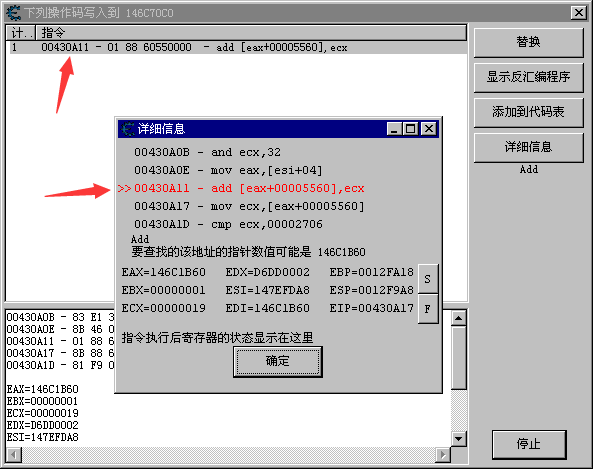 下列操作码写入到 146C70C0
计.. 指令
1 00430A11 - 01 88 60550000 - add [eax+00005560],ecx
替换
显示反汇编程序
添加到代码表
详细信息
Add
详细信息
00430A0B - and ecx,32
00430A0E - mov eax,[esi+04]
>>00430A11 - add [eax+00005560],ecx
00430A17 - mov ecx,[eax+00005560]
00430A1D - cmp ecx,00002706
Add
要查找的该地址的指针数值可能是 146C1B60
EAX=146C1B60 EDX=D6DD0002 EBP=0012FA18
EBX=00000001 ESI=147EFDA8 ESP=0012F9A8
ECX=00000019 EDI=146C1B60 EIP=00430A17
S
F
指令执行后寄存器的状态显示在这里
确定
00430A0B - 83 E1 3
00430A0E - 8B 46 0
00430A11 - 01 88 6
00430A17 - 8B 88 6
00430A1D - 81 F9 0
EAX=146C1B60
EBX=00000001
ECX=00000019
EDX=D6DD0002
ESI=147EFDA8
停止